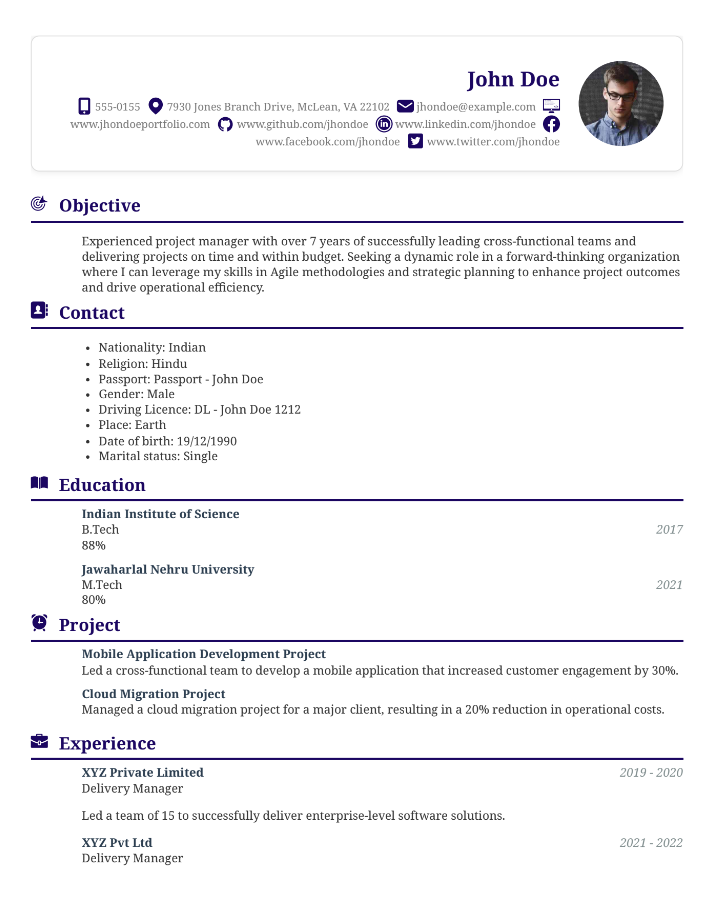 John Doe
555-0155 7930 Jones Branch Drive, McLean, VA 22102 jhondoe@example.com
www.jhondoeportfolio.com www.github.com/jhondoe www.linkedin.com/jhondoe
www.facebook.com/jhondoe www.twitter.com/jhondoe
Objective
Experienced project manager with over 7 years of successfully leading cross-functional teams and
delivering projects on time and within budget. Seeking a dynamic role in a forward-thinking organization
where I can leverage my skills in Agile methodologies and strategic planning to enhance project outcomes
and drive operational efficiency.
Contact
• Nationality: Indian
• Religion: Hindu
• Passport: Passport - John Doe
• Gender: Male
• Driving Licence: DL - John Doe 1212
• Place: Earth
• Date of birth: 19/12/1990
• Marital status: Single
Education
Indian Institute of Science
B.Tech 2017
88%
Jawaharlal Nehru University
M.Tech 2021
80%
Project
Mobile Application Development Project
Led a cross-functional team to develop a mobile application that increased customer engagement by 30%.
Cloud Migration Project
Managed a cloud migration project for a major client, resulting in a 20% reduction in operational costs.
Experience
XYZ Private Limited 2019 - 2020
Delivery Manager
Led a team of 15 to successfully deliver enterprise-level software solutions.
XYZ Pvt Ltd 2021 - 2022
Delivery Manager